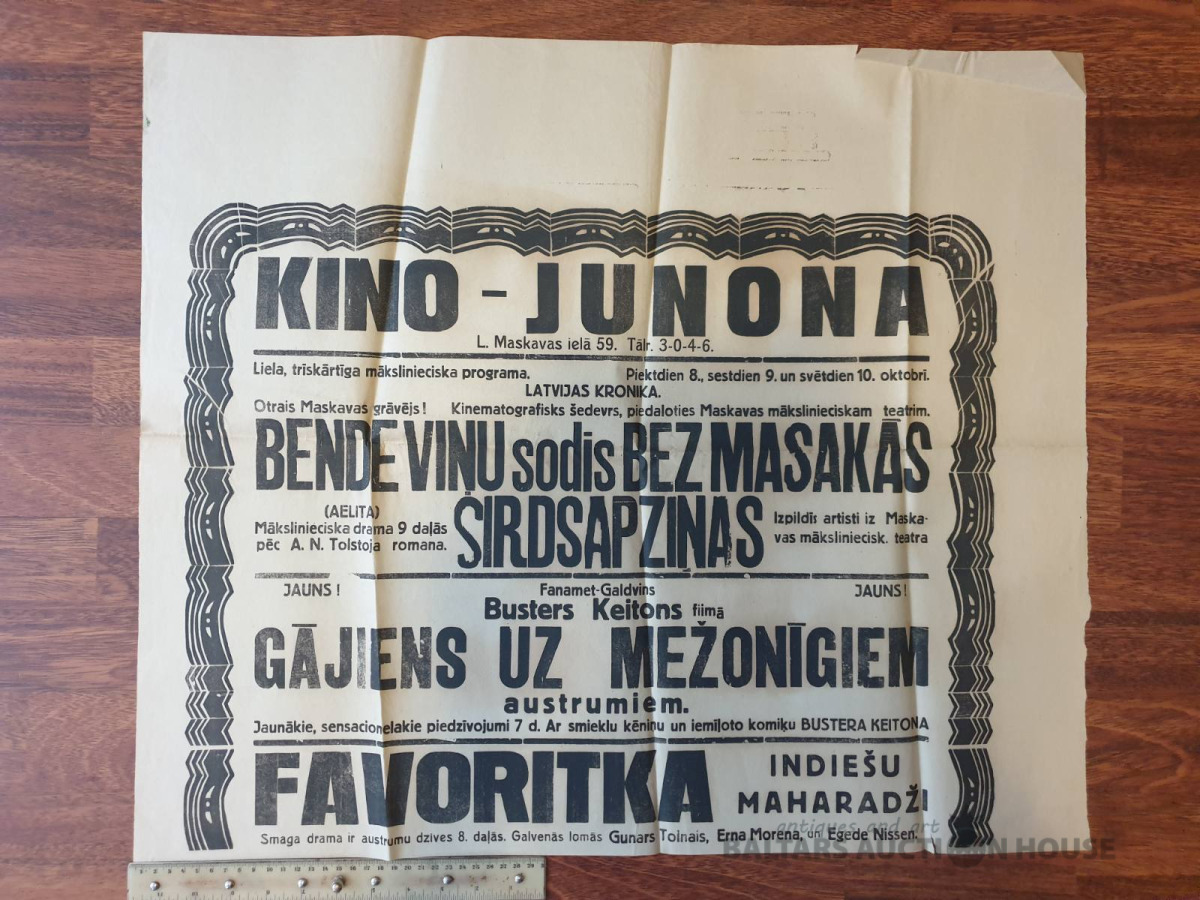 KINO - JUNONA
L. Maskavas ielā 59. Tālr. 3-0-4-6.
Liela, trīskārtīga mākslinieciska programa. Piektdien 8., sestdien 9. un svētdien 10. oktobrī.
LATVIJAS KRONIKA.
Otrais Maskavas grāvējs! Kinematografisks šedevrs, piedaloties Maskavas mākslinieciskam teatrim.
BENDE VIŅU sodis BEZ MASAKĀS
(AELITA)
Mākslinieciska drama 9 daļās
pēc A. N. Tolstoja romana.
SIRDSAPZIŅAS
Izpildīs artisti iz Maska-
vas māksliniecisk. teatra
JAUNS! Fanamet-Galdvins JAUNS!
Busters Keitons fiimā
GĀJIENS UZ MEŽONĪGIEM
austrumiem.
Jaunākie, sensacionelakie piedzīvojumi 7 d. Ar smieklu ķēniņu un iemīļoto komiķu BUSTERA KEITONA
FAVORITKA
INDIEŠU
MAHARADŽI
Smaga drama ir austrumu dzīves 8. daļās. Galvenās lomās Gunars Tolnais, Erna Morena, un Egede Nissen.
antiques and art
BALTARS AUCTION HOUSE